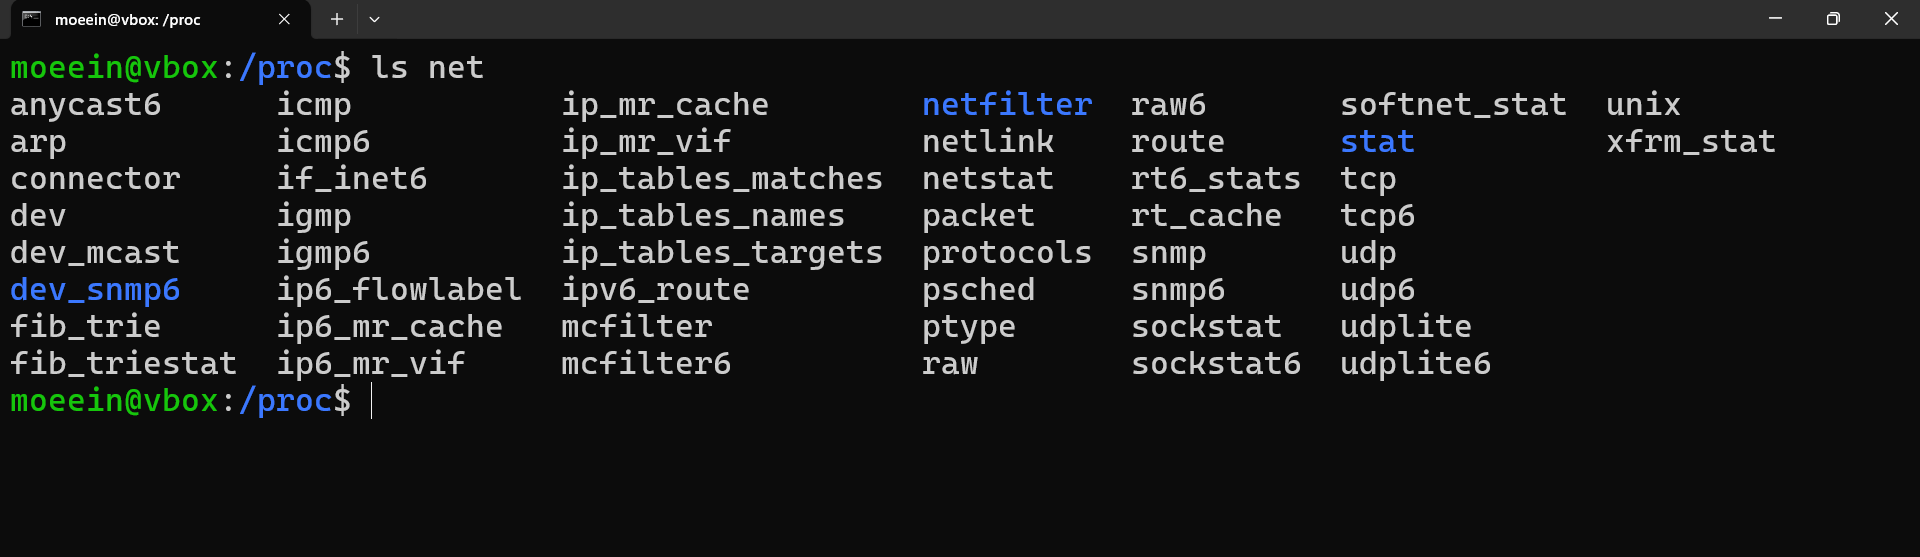 moeein@vbox: /proc
moeein@vbox:/proc$ ls net
anycast6 icmp ip_mr_cache netfilter raw6 softnet_stat unix
arp icmp6 ip_mr_vif netlink route stat xfrm_stat
connector if_inet6 ip_tables_matches netstat rt6_stats tcp
dev igmp ip_tables_names packet rt_cache tcp6
dev_mcast igmp6 ip_tables_targets protocols snmp udp
dev_snmp6 ip6_flowlabel ipv6_route psched snmp6 udp6
fib_trie ip6_mr_cache mcfilter ptype sockstat udplite
fib_triestat ip6_mr_vif mcfilter6 raw sockstat6 udplite6
moeein@vbox:/proc$